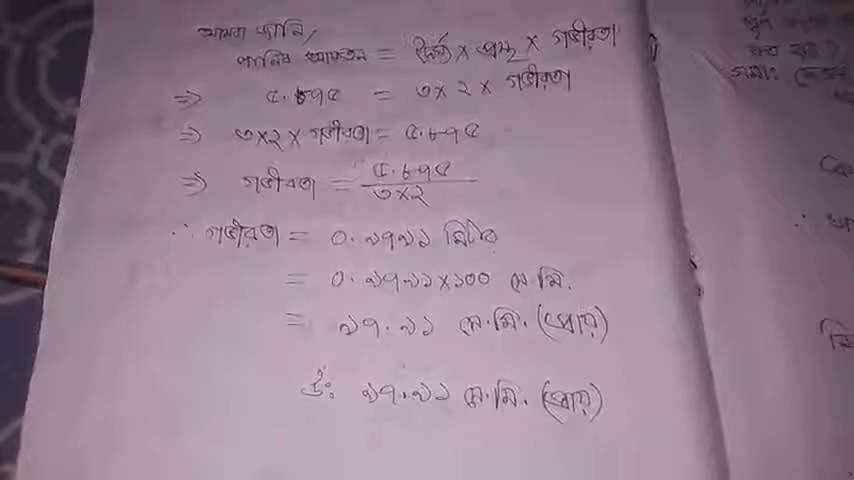 আমরা জানি,
পানির আয়তন = দৈর্ঘ্য × প্রস্থ × গভীরতা
⇒ ৫.৮৭৫ = ৩×২ × গভীরতা
⇒ ৩×২ × গভীরতা = ৫.৮৭৫
⇒ গভীরতা = ৫.৮৭৫
৩×২
∴ গভীরতা = ০.৯৭৯১ মিটার
= ০.৯৭৯১×১০০ সে.মি.
= ৯৭.৯১ সে.মি. (প্রায়)
উঃ ৯৭.৯১ সে.মি. (প্রায়)